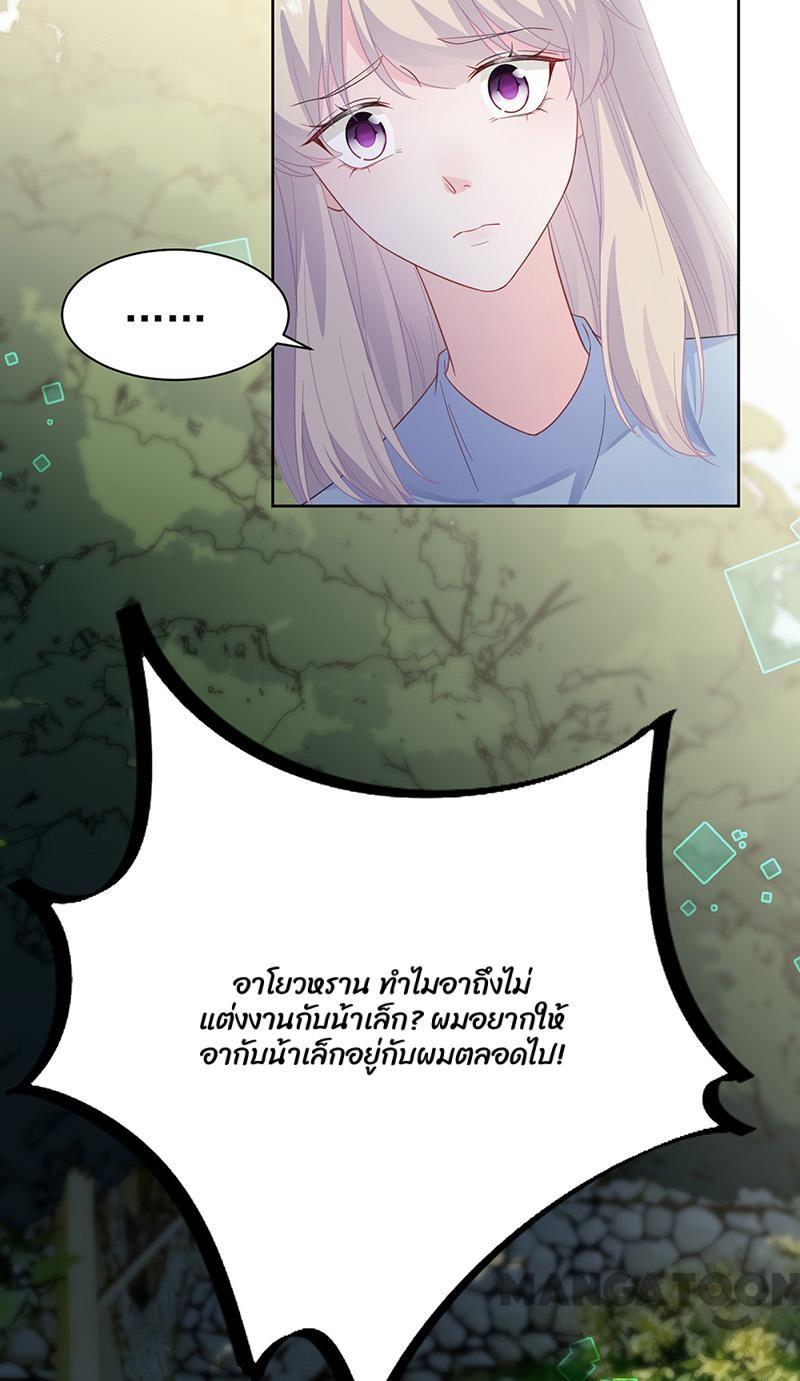 ......
อาโยวหราน ทำไมอาถึงไม่
แต่งงานกับน้าเล็ก? ผมอยากให้
อากับน้าเล็กอยู่กับผมตลอดไป!
MANGATOON